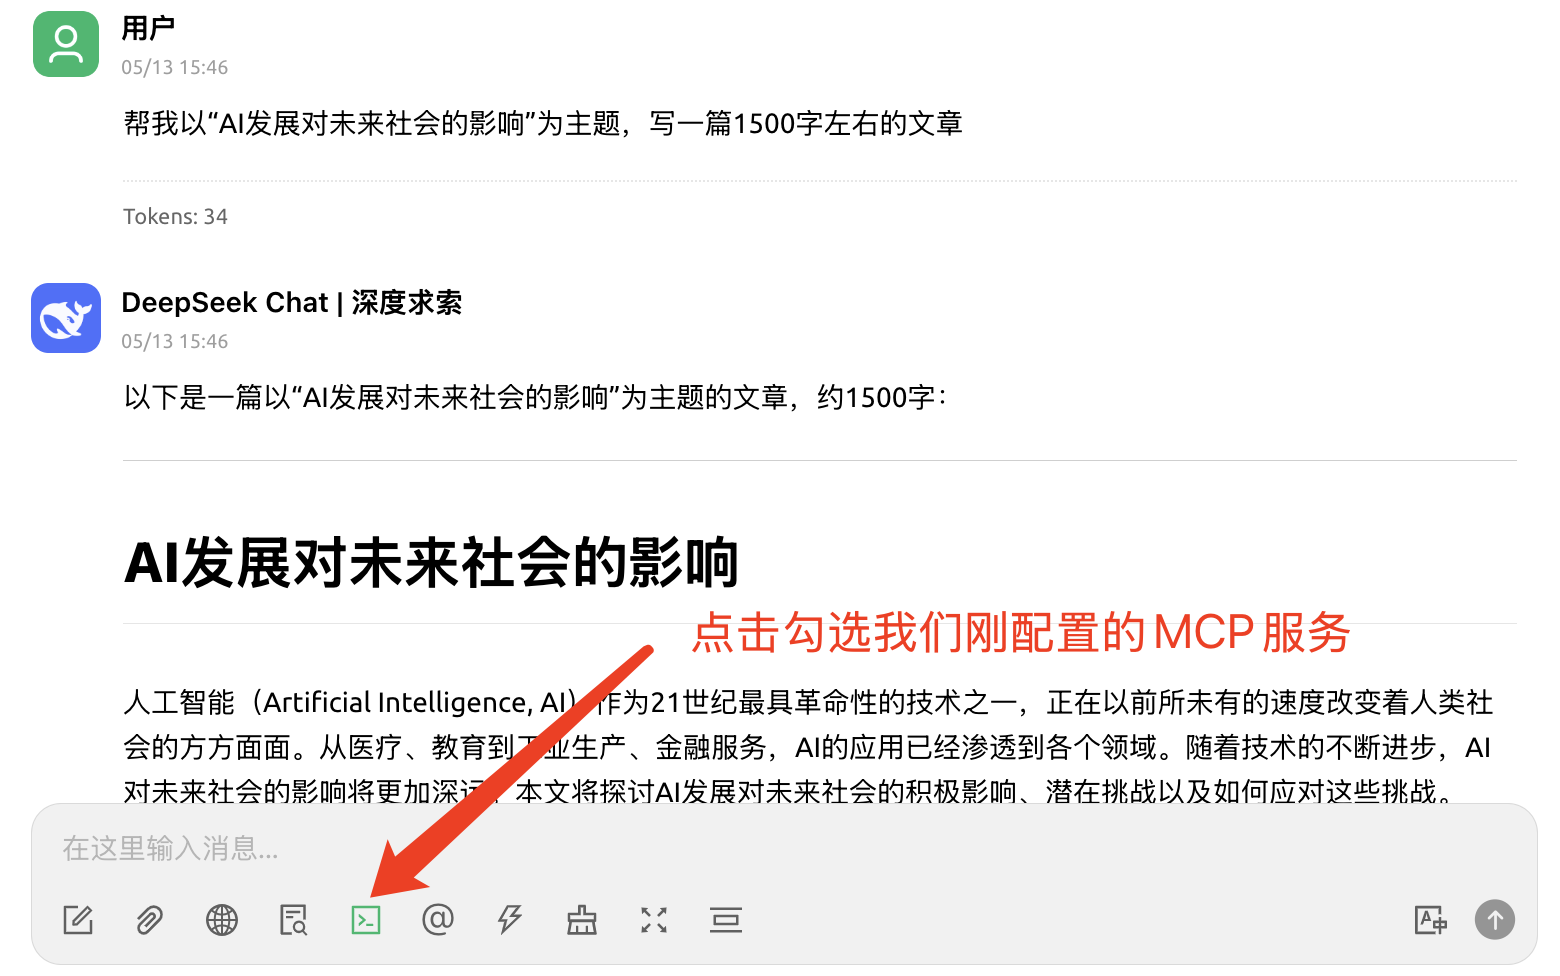 用户
05/13 15:46
帮我以“AI发展对未来社会的影响”为主题，写一篇1500字左右的文章
Tokens: 34
DeepSeek Chat | 深度求索
05/13 15:46
以下是一篇以“AI发展对未来社会的影响”为主题的文章，约1500字：
AI发展对未来社会的影响
点击勾选我们刚配置的MCP服务
人工智能（Artificial Intelligence, AI）作为21世纪最具革命性的技术之一，正在以前所未有的速度改变着人类社
会的方方面面。从医疗、教育到工业生产、金融服务，AI的应用已经渗透到各个领域。随着技术的不断进步，AI
对未来社会的影响将更加深远。本文将探讨AI发展对未来社会的积极影响、潜在挑战以及如何应对这些挑战。
在这里输入消息...